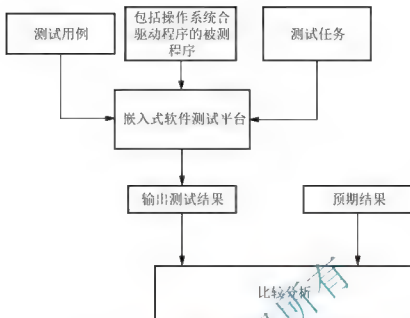 测试用例
包括操作系统合
驱动程序的被测
程序
测试任务
嵌入式软件测试平台
输出测试结果
预期结果
比较分析
所有